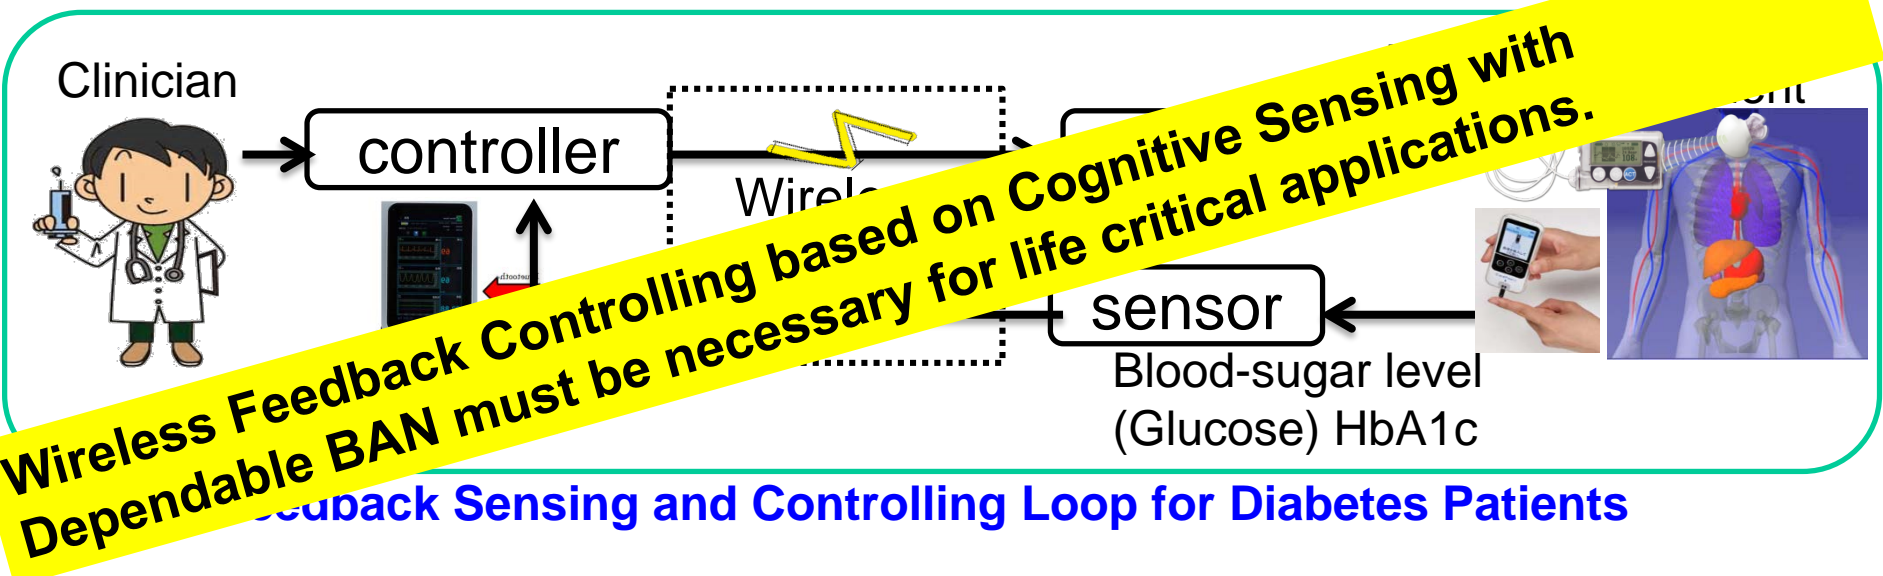 Clinician
controller
Wireless Feedback Controlling based on Cognitive Sensing with
Dependable BAN must be necessary for life critical applications.
sensor
Blood-sugar level
(Glucose) HbA1c
Sensing and Controlling Loop for Diabetes Patients